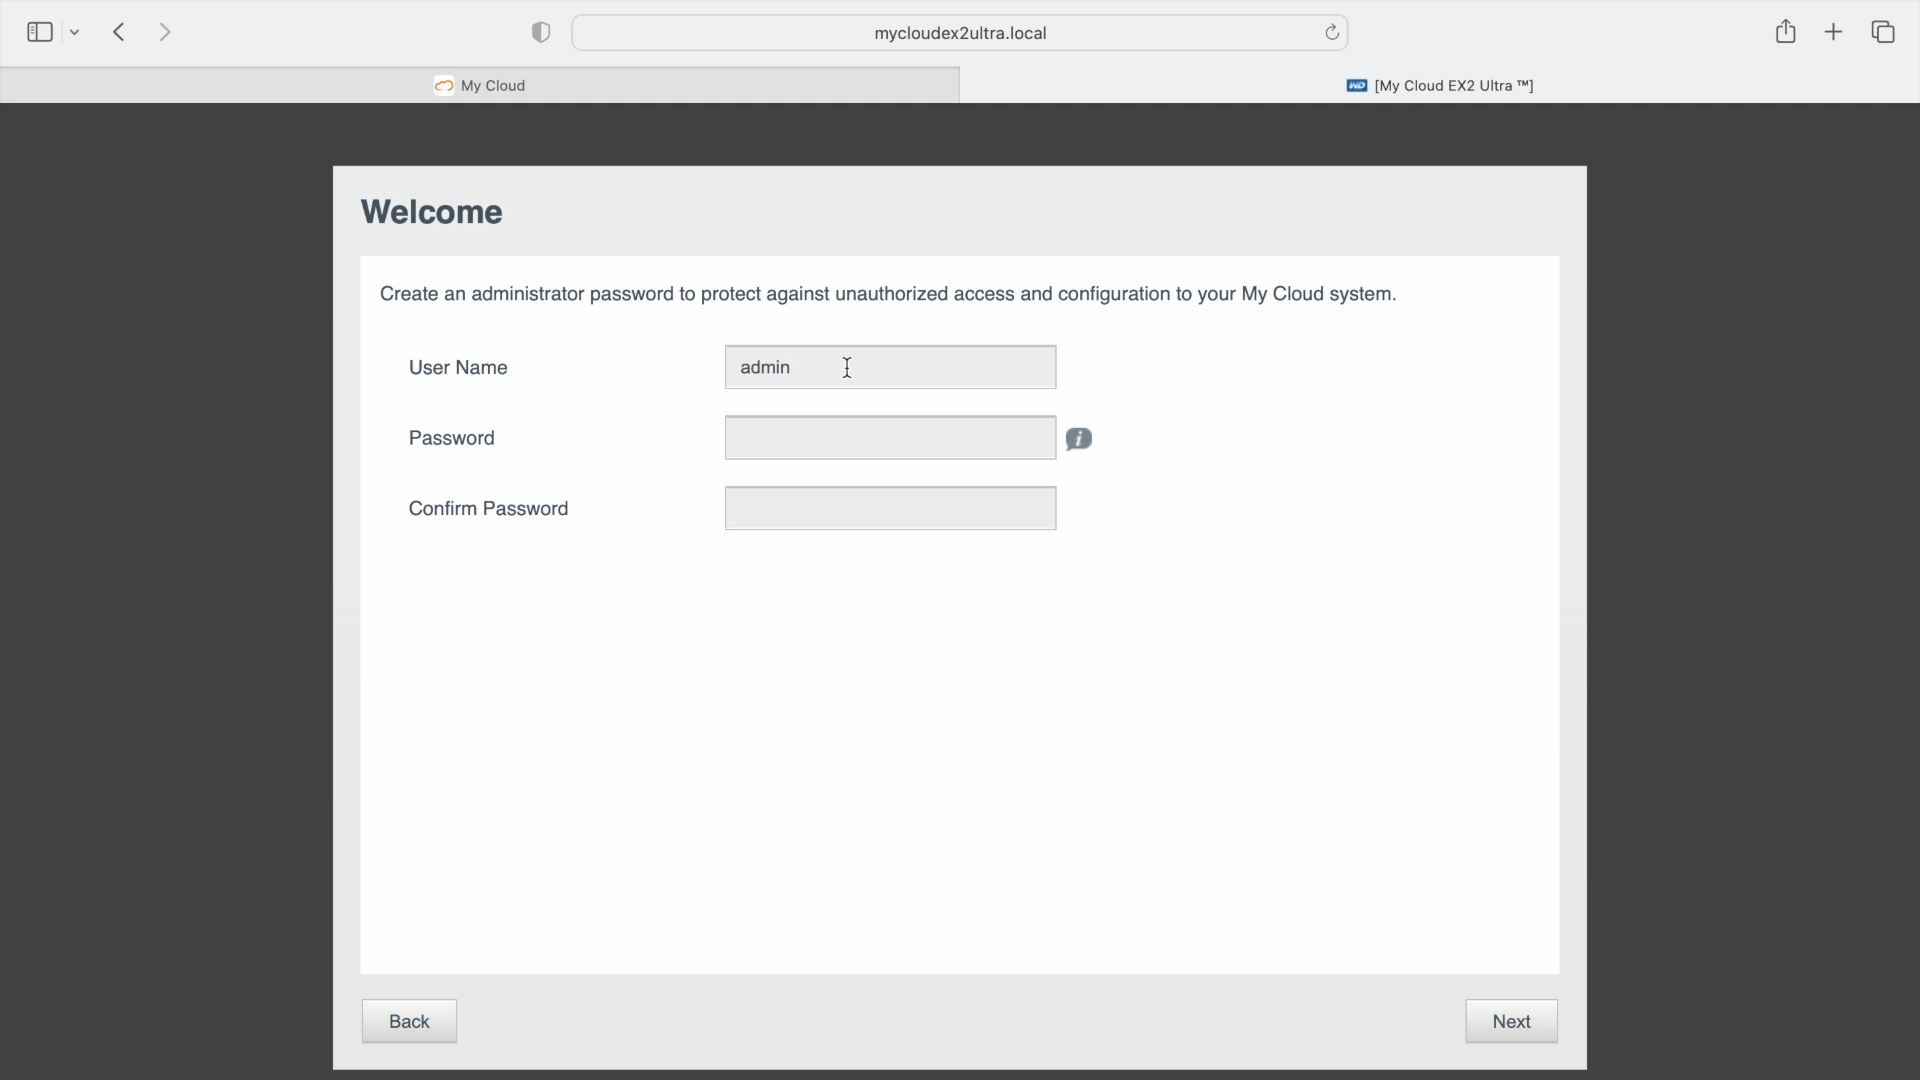 mycloudex2ultra.local
My Cloud
WD [My Cloud EX2 Ultra ™]
Welcome
Create an administrator password to protect against unauthorized access and configuration to your My Cloud system.
User Name
admin
Password
i
Confirm Password
Back
Next